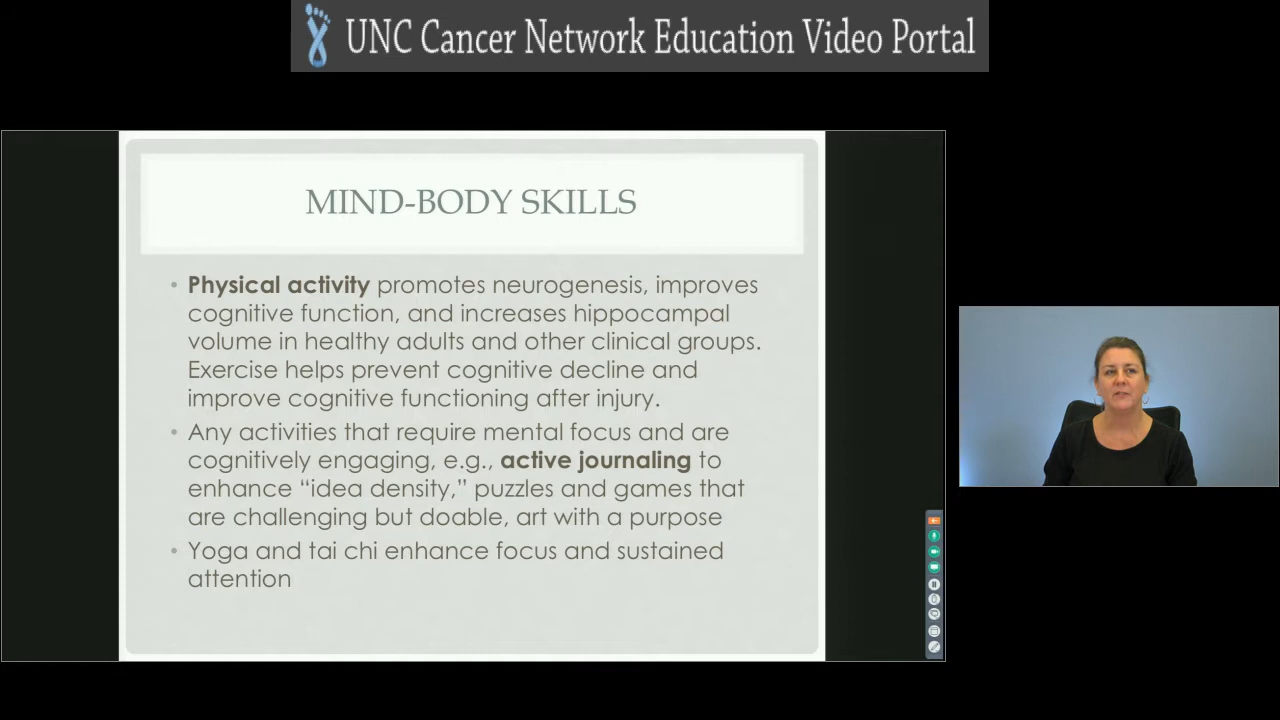 UNC Cancer Network Education Video Portal
MIND-BODY SKILLS
• Physical activity promotes neurogenesis, improves
cognitive function, and increases hippocampal
volume in healthy adults and other clinical groups.
Exercise helps prevent cognitive decline and
improve cognitive functioning after injury.
• Any activities that require mental focus and are
cognitively engaging, e.g., active journaling to
enhance “idea density,” puzzles and games that
are challenging but doable, art with a purpose
• Yoga and tai chi enhance focus and sustained
attention